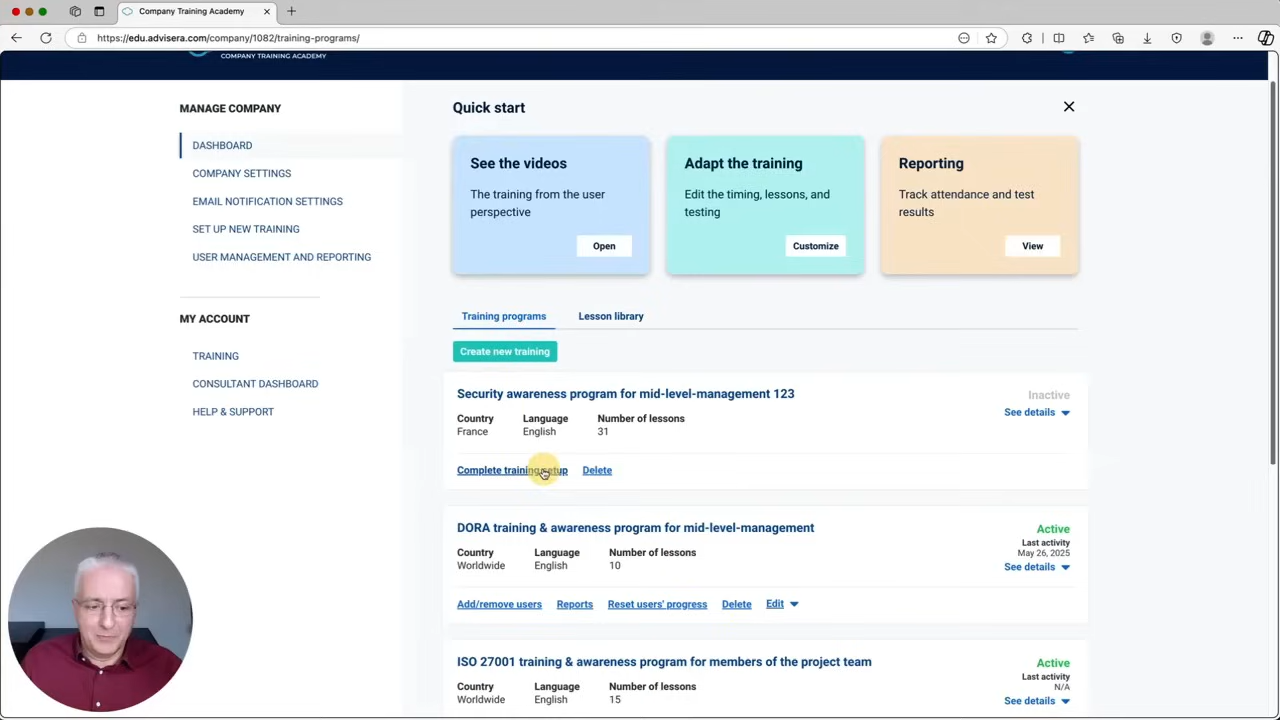 Company Training Academy
https://edu.advisera.com/company/1082/training-programs/
COMPANY TRAINING ACADEMY
MANAGE COMPANY
DASHBOARD
COMPANY SETTINGS
EMAIL NOTIFICATION SETTINGS
SET UP NEW TRAINING
USER MANAGEMENT AND REPORTING
MY ACCOUNT
TRAINING
CONSULTANT DASHBOARD
HELP & SUPPORT
Quick start
See the videos
The training from the user
perspective
Open
Adapt the training
Edit the timing, lessons, and
testing
Customize
Reporting
Track attendance and test
results
View
Training programs
Lesson library
Create new training
Security awareness program for mid-level-management 123
Inactive
See details
Country Language Number of lessons
France English 31
Complete training setup Delete
DORA training & awareness program for mid-level-management
Active
Last activity
May 26, 2025
See details
Country Language Number of lessons
Worldwide English 10
Add/remove users Reports Reset users' progress Delete Edit
ISO 27001 training & awareness program for members of the project team
Active
Last activity
N/A
See details
Country Language Number of lessons
Worldwide English 15